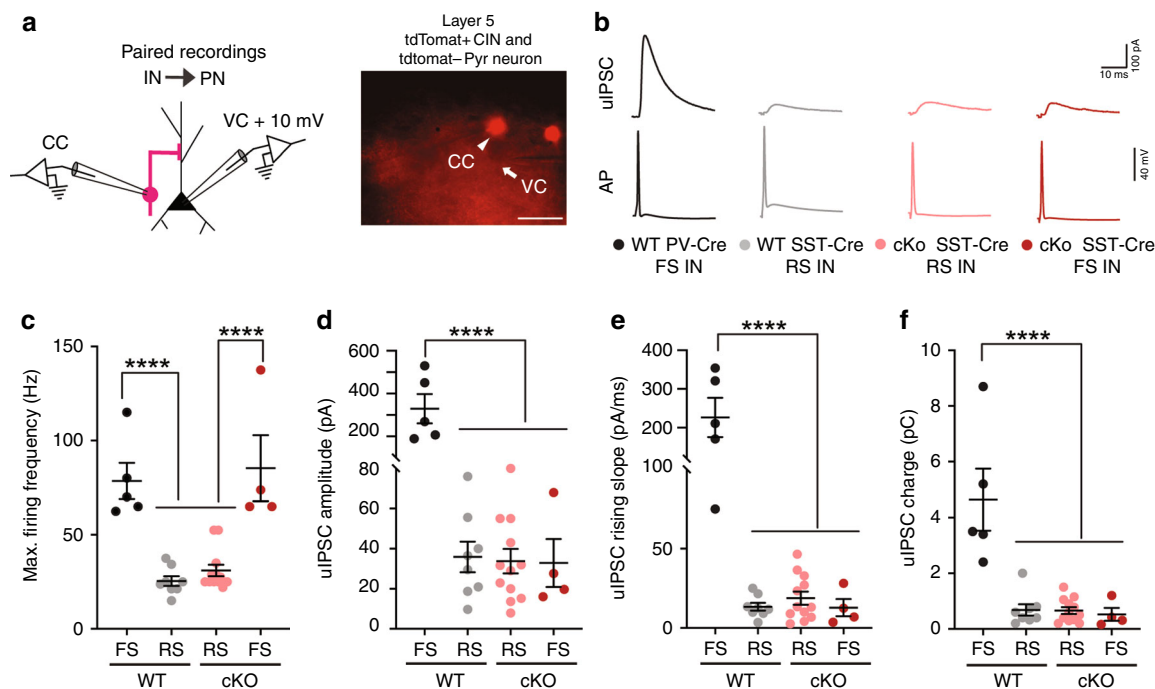 a
Paired recordings
IN PN
CC
VC + 10 mV
Layer 5
tdTomat+ CIN and
tdtomat– Pyr neuron
CC
VC
b
uIPSC
AP
10 ms
100 pA
40 mV
WT PV-Cre
FS IN
WT SST-Cre
RS IN
cKo SST-Cre
RS IN
cKo SST-Cre
FS IN
c
Max. firing frequency (Hz)
150
100
50
0
****
****
FS RS RS FS
WT cKO
d
uIPSC amplitude (pA)
600
400
200
80
60
40
20
0
****
FS RS RS FS
WT cKO
e
uIPSC rising slope (pA/ms)
400
300
200
100
50
0
****
FS RS RS FS
WT cKO
f
uIPSC charge (pC)
10
8
6
4
2
0
****
FS RS RS FS
WT cKO